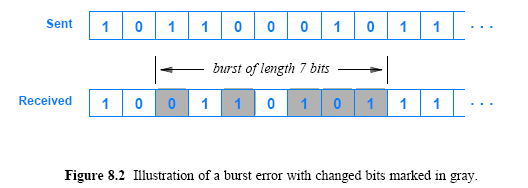 Sent 1 0 1 1 0 0 0 1 0 1 1 . . .
burst of length 7 bits
Received 1 0 0 1 1 0 1 0 1 1 1 . . .
Figure 8.2 Illustration of a burst error with changed bits marked in gray.